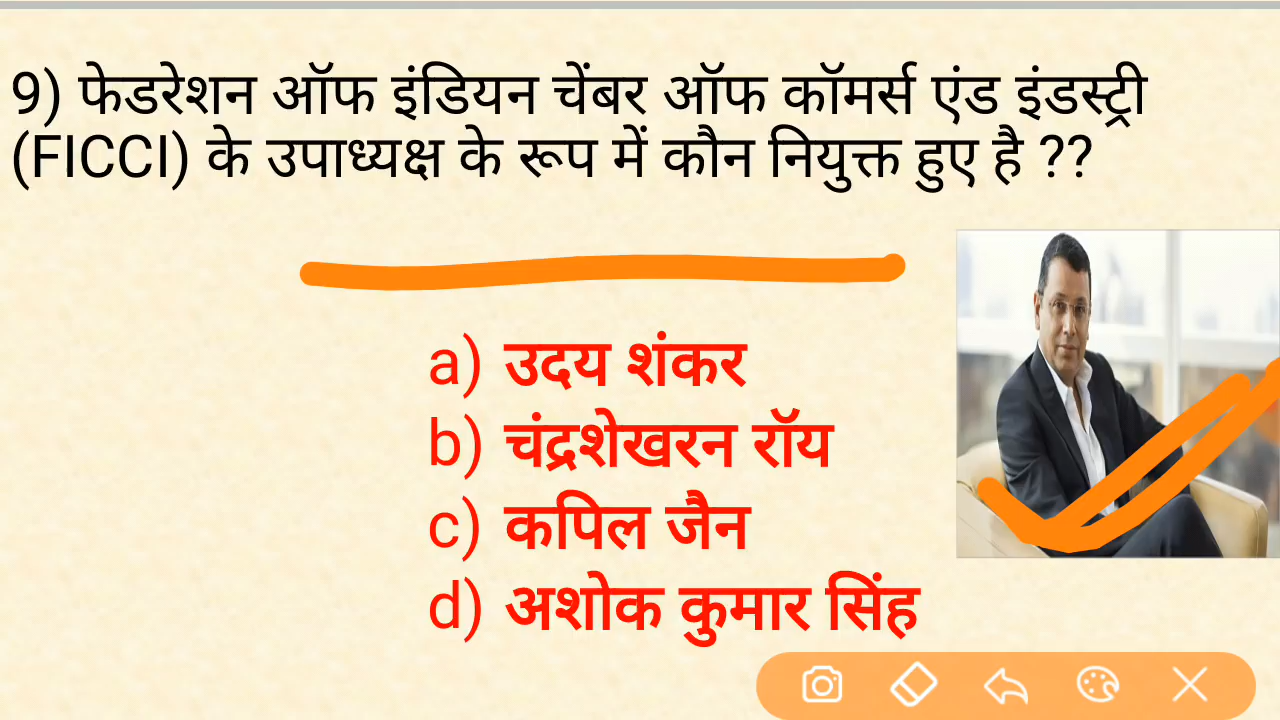 9) फेडरेशन ऑफ इंडियन चेंबर ऑफ कॉमर्स एंड इंडस्ट्री
(FICCI) के उपाध्यक्ष के रूप में कौन नियुक्त हुए है ??
a) उदय शंकर
b) चंद्रशेखरन रॉय
c) कपिल जैन
d) अशोक कुमार सिंह